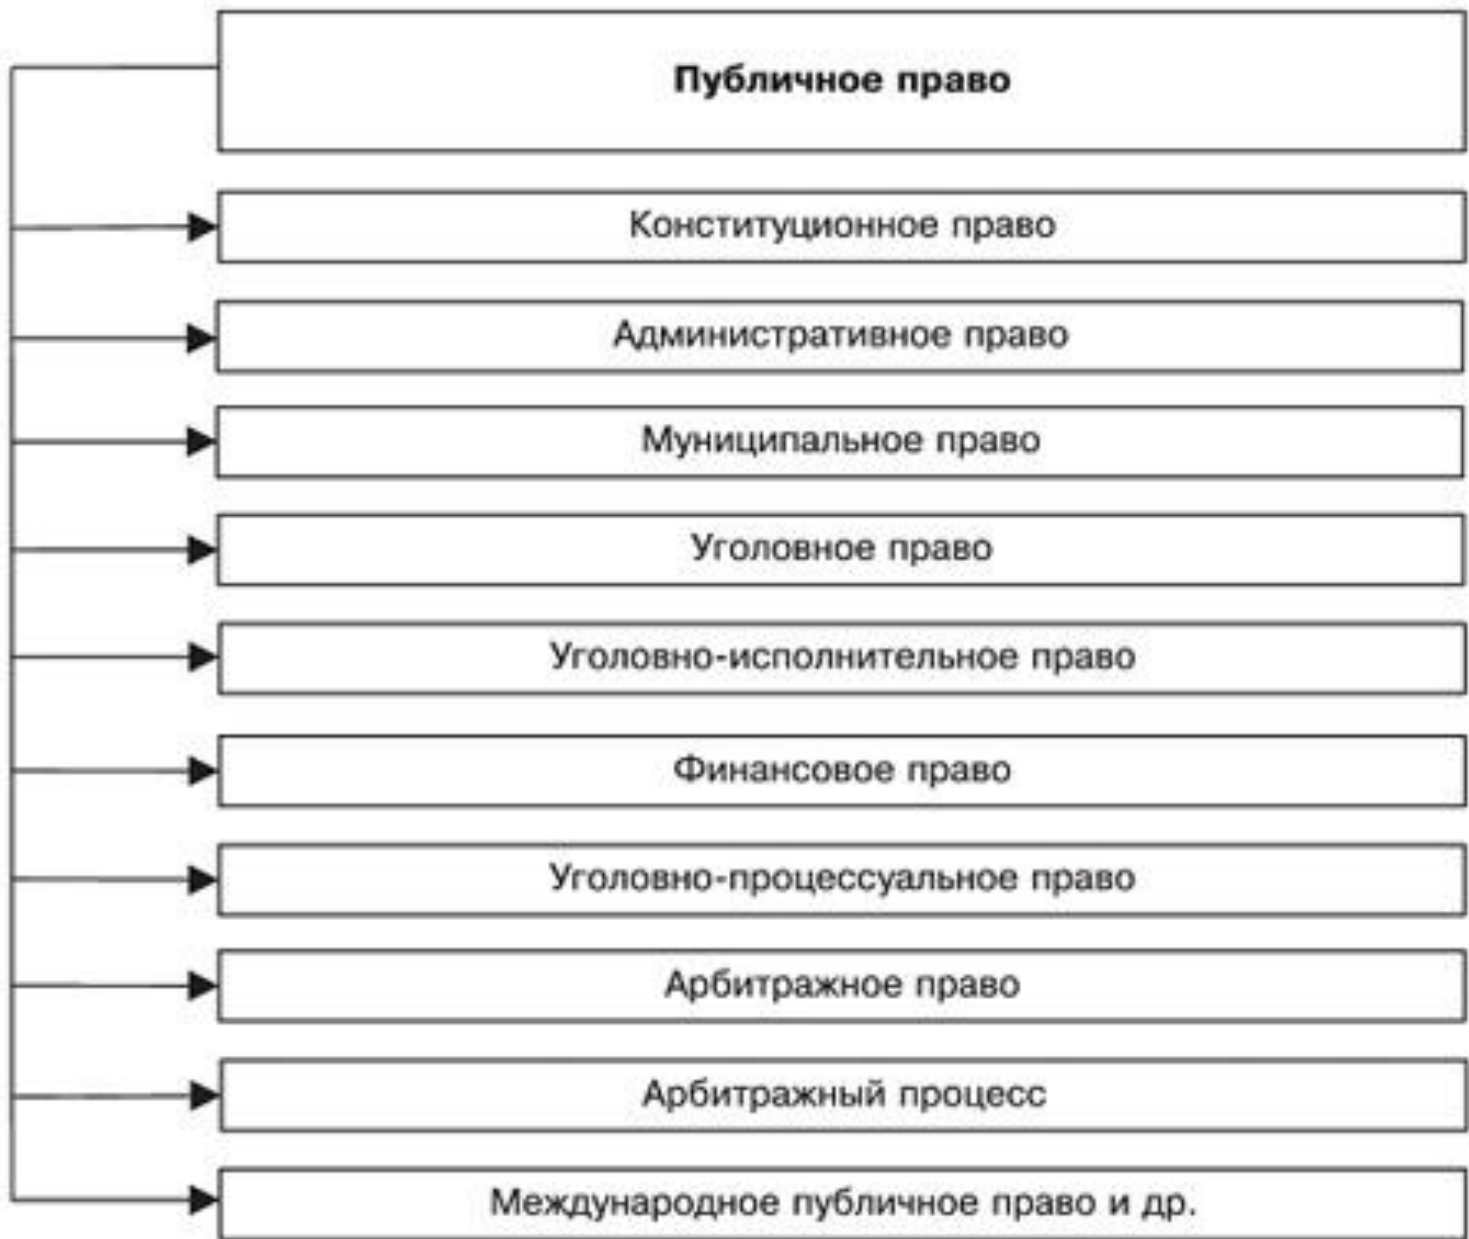 Публичное право
Конституционное право
Административное право
Муниципальное право
Уголовное право
Уголовно-исполнительное право
Финансовое право
Уголовно-процессуальное право
Арбитражное право
Арбитражный процесс
Международное публичное право и др.